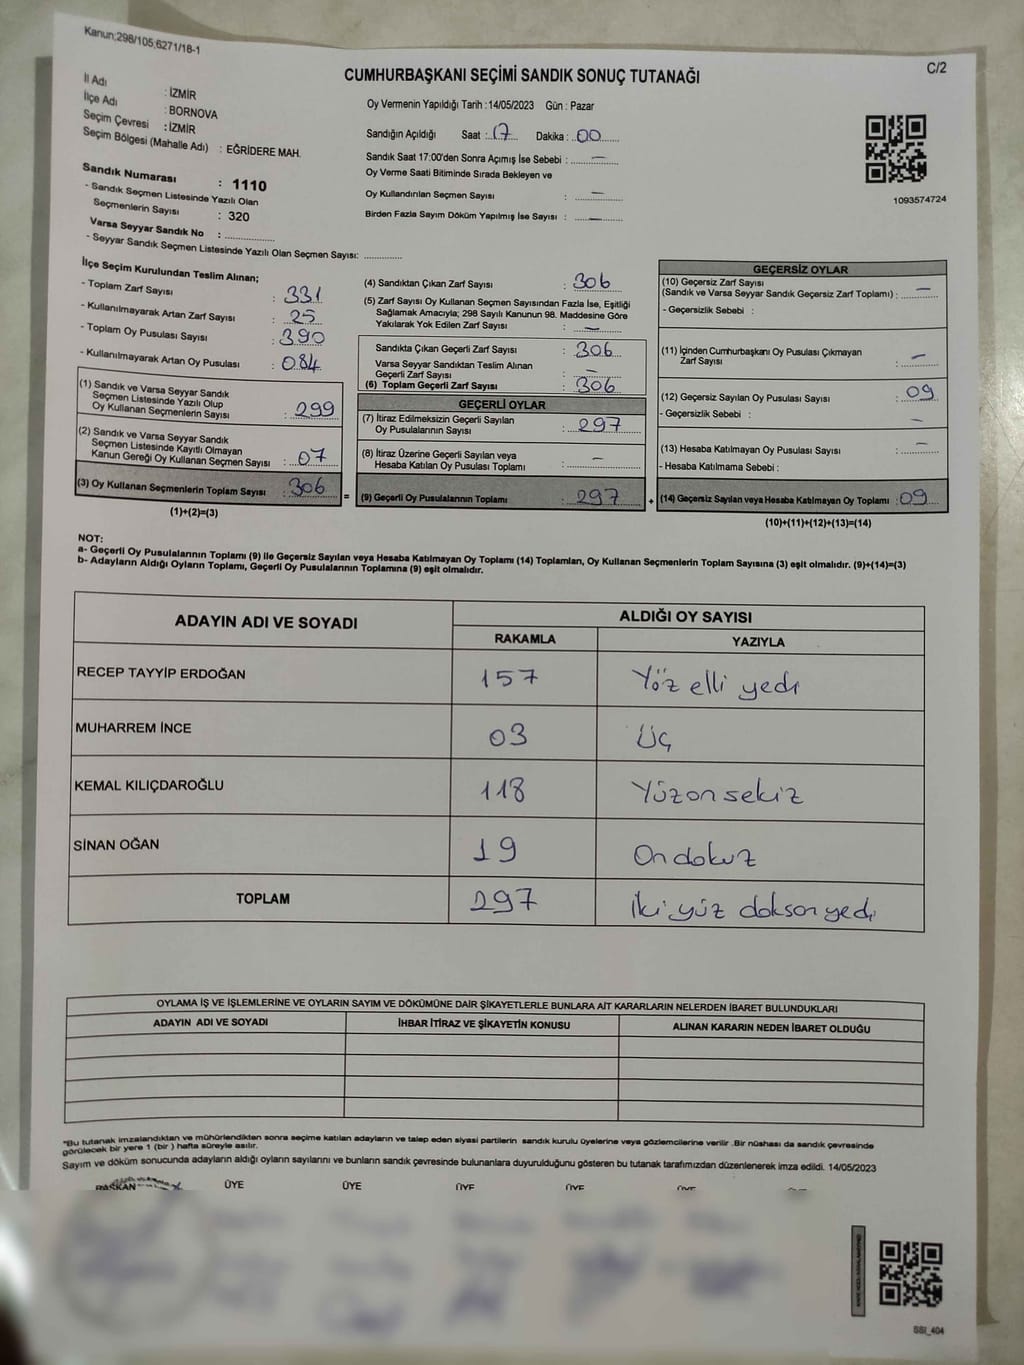 Kanun;298/105;6271/18-1
C/2
CUMHURBAŞKANI SEÇİMİ SANDIK SONUÇ TUTANAĞI
İl Adı : İZMİR
İlçe Adı : BORNOVA
Seçim Çevresi : İZMİR
Seçim Bölgesi (Mahalle Adı) : EĞRİDERE MAH.
Oy Vermenin Yapıldığı Tarih :14/05/2023 Gün : Pazar
Sandığın Açıldığı Saat : 17 Dakika : 00
Sandık Saat 17:00'den Sonra Açımış İse Sebebi : —
Oy Verme Saati Bitiminde Sırada Bekleyen ve
Oy Kullandırılan Seçmen Sayısı : —
Birden Fazla Sayım Döküm Yapılmış İse Sayısı : —
1093574724
Sandık Numarası : 1110
- Sandık Seçmen Listesinde Yazılı Olan
Seçmenlerin Sayısı : 320
Varsa Seyyar Sandık No :
- Seyyar Sandık Seçmen Listesinde Yazılı Olan Seçmen Sayısı:
İlçe Seçim Kurulundan Teslim Alınan;
- Toplam Zarf Sayısı : 331
- Kullanılmayarak Artan Zarf Sayısı : 25
- Toplam Oy Pusulası Sayısı : 390
- Kullanılmayarak Artan Oy Pusulası : 084
(1) Sandık ve Varsa Seyyar Sandık
Seçmen Listesinde Yazılı Olup
Oy Kullanan Seçmenlerin Sayısı : 299
(2) Sandık ve Varsa Seyyar Sandık
Seçmen Listesinde Kayıtlı Olmayan
Kanun Gereği Oy Kullanan Seçmen Sayısı : 07
(3) Oy Kullanan Seçmenlerin Toplam Sayısı : 306
(1)+(2)=(3)
=
(4) Sandıktan Çıkan Zarf Sayısı : 306
(5) Zarf Sayısı Oy Kullanan Seçmen Sayısından Fazla İse, Eşitliği
Sağlamak Amacıyla; 298 Sayılı Kanunun 98. Maddesine Göre
Yakılarak Yok Edilen Zarf Sayısı : —
Sandıkta Çıkan Geçerli Zarf Sayısı : 306
Varsa Seyyar Sandıktan Teslim Alınan
Geçerli Zarf Sayısı : —
(6) Toplam Geçerli Zarf Sayısı : 306
GEÇERLİ OYLAR
(7) İtiraz Edilmeksizin Geçerli Sayılan
Oy Pusulalarının Sayısı : 297
(8) İtiraz Üzerine Geçerli Sayılan veya
Hesaba Katılan Oy Pusulası Toplamı : —
(9) Geçerli Oy Pusulalarının Toplamı : 297
+
GEÇERSİZ OYLAR
(10) Geçersiz Zarf Sayısı
(Sandık ve Varsa Seyyar Sandık Geçersiz Zarf Toplamı) : —
- Geçersizlik Sebebi :
(11) İçinden Cumhurbaşkanı Oy Pusulası Çıkmayan
Zarf Sayısı : —
(12) Geçersiz Sayılan Oy Pusulası Sayısı : 09
- Geçersizlik Sebebi : —
(13) Hesaba Katılmayan Oy Pusulası Sayısı : —
- Hesaba Katılmama Sebebi :
(14) Geçersiz Sayılan veya Hesaba Katılmayan Oy Toplamı : 09
(10)+(11)+(12)+(13)=(14)
NOT:
a- Geçerli Oy Pusulalarının Toplamı (9) ile Geçersiz Sayılan veya Hesaba Katılmayan Oy Toplamı (14) Toplamları, Oy Kullanan Seçmenlerin Toplam Sayısına (3) eşit olmalıdır. (9)+(14)=(3)
b- Adayların Aldığı Oyların Toplamı, Geçerli Oy Pusulalarının Toplamına (9) eşit olmalıdır.
ADAYIN ADI VE SOYADI
ALDIĞI OY SAYISI
RAKAMLA YAZIYLA
RECEP TAYYİP ERDOĞAN 157 Yöz elli yedi
MUHARREM İNCE 03 Üç
KEMAL KILIÇDAROĞLU 118 Yüzon sekiz
SİNAN OĞAN 19 On dokuz
TOPLAM 297 İki yüz doksan yedi
OYLAMA İŞ VE İŞLEMLERİNE VE OYLARIN SAYIM VE DÖKÜMÜNE DAİR ŞİKAYETLERLE BUNLARA AİT KARARLARIN NELERDEN İBARET BULUNDUKLARI
ADAYIN ADI VE SOYADI İHBAR İTİRAZ VE ŞİKAYETİN KONUSU ALINAN KARARIN NEDEN İBARET OLDUĞU
*Bu tutanak imzalandıktan ve mühürlendikten sonra seçime katılan adayların ve talep eden siyasi partilerin sandık kurulu üyelerine veya gözlemcilerine verilir .Bir nüshası da sandık çevresinde
görülecek bir yere 1 (bir ) hafta süreyle asılır.
Sayım ve döküm sonucunda adayların aldığı oyların sayılarını ve bunların sandık çevresinde bulunanlara duyurulduğunu gösteren bu tutanak tarafımızdan düzenlenerek imza edildi. 14/05/2023
BAŞKAN ÜYE ÜYE ÜYE ÜYE ÜYE
SSI_404